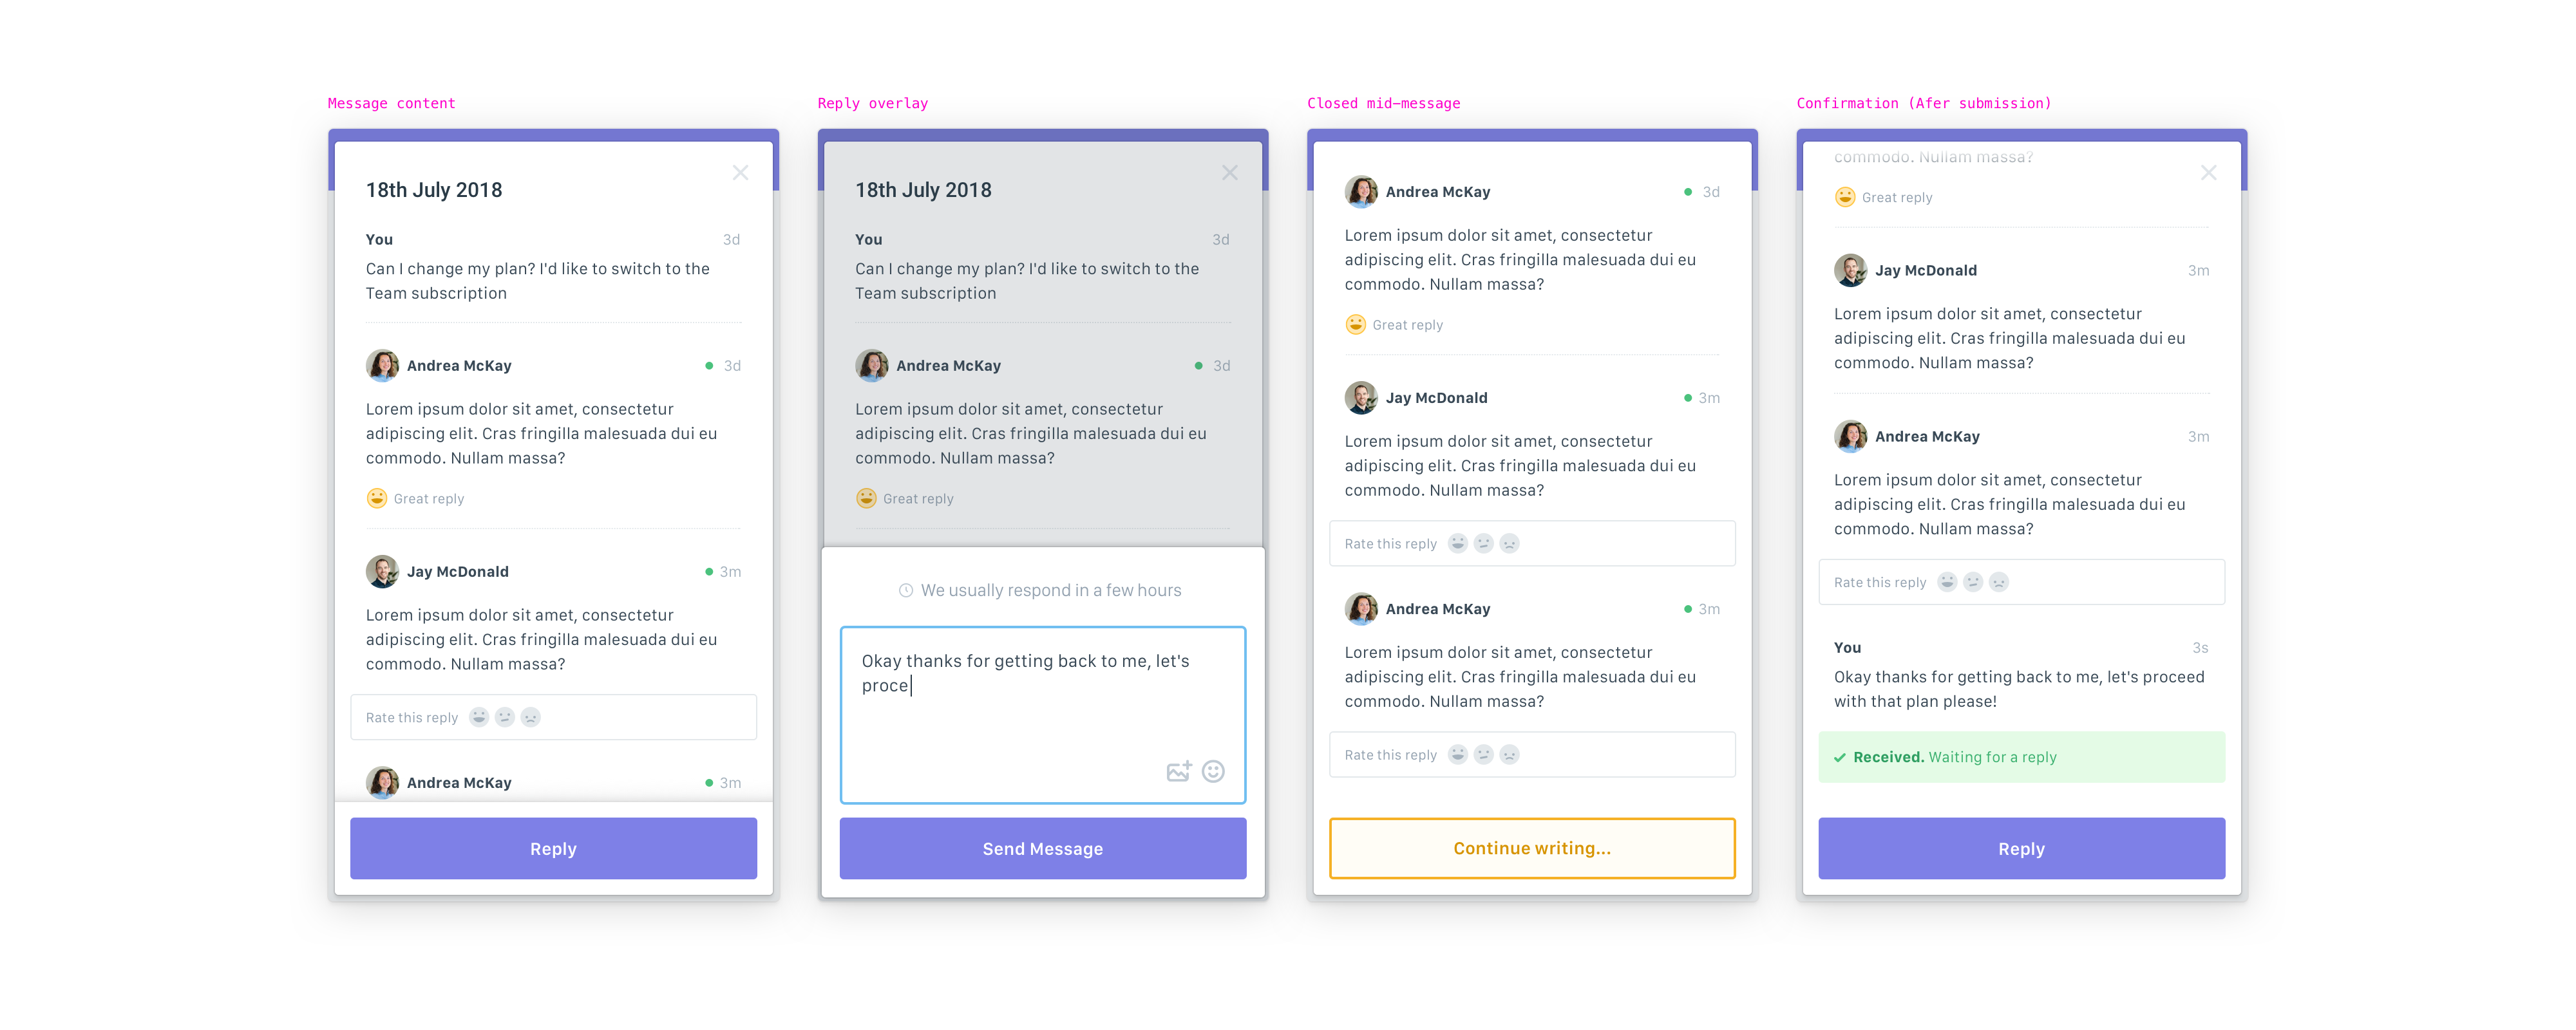 Message content
18th July 2018
You 3d
Can I change my plan? I'd like to switch to the
Team subscription
Andrea McKay 3d
Lorem ipsum dolor sit amet, consectetur
adipiscing elit. Cras fringilla malesuada dui eu
commodo. Nullam massa?
Great reply
Jay McDonald 3m
Lorem ipsum dolor sit amet, consectetur
adipiscing elit. Cras fringilla malesuada dui eu
commodo. Nullam massa?
Rate this reply
Andrea McKay 3m
Reply
Reply overlay
18th July 2018
You 3d
Can I change my plan? I'd like to switch to the
Team subscription
Andrea McKay 3d
Lorem ipsum dolor sit amet, consectetur
adipiscing elit. Cras fringilla malesuada dui eu
commodo. Nullam massa?
Great reply
We usually respond in a few hours
Okay thanks for getting back to me, let's
proce
Send Message
Closed mid-message
Andrea McKay 3d
Lorem ipsum dolor sit amet, consectetur
adipiscing elit. Cras fringilla malesuada dui eu
commodo. Nullam massa?
Great reply
Jay McDonald 3m
Lorem ipsum dolor sit amet, consectetur
adipiscing elit. Cras fringilla malesuada dui eu
commodo. Nullam massa?
Rate this reply
Andrea McKay 3m
Lorem ipsum dolor sit amet, consectetur
adipiscing elit. Cras fringilla malesuada dui eu
commodo. Nullam massa?
Rate this reply
Continue writing...
Confirmation (Afer submission)
commodo. Nullam massa?
Great reply
Jay McDonald 3m
Lorem ipsum dolor sit amet, consectetur
adipiscing elit. Cras fringilla malesuada dui eu
commodo. Nullam massa?
Andrea McKay 3m
Lorem ipsum dolor sit amet, consectetur
adipiscing elit. Cras fringilla malesuada dui eu
commodo. Nullam massa?
Rate this reply
You 3s
Okay thanks for getting back to me, let's proceed
with that plan please!
Received. Waiting for a reply
Reply